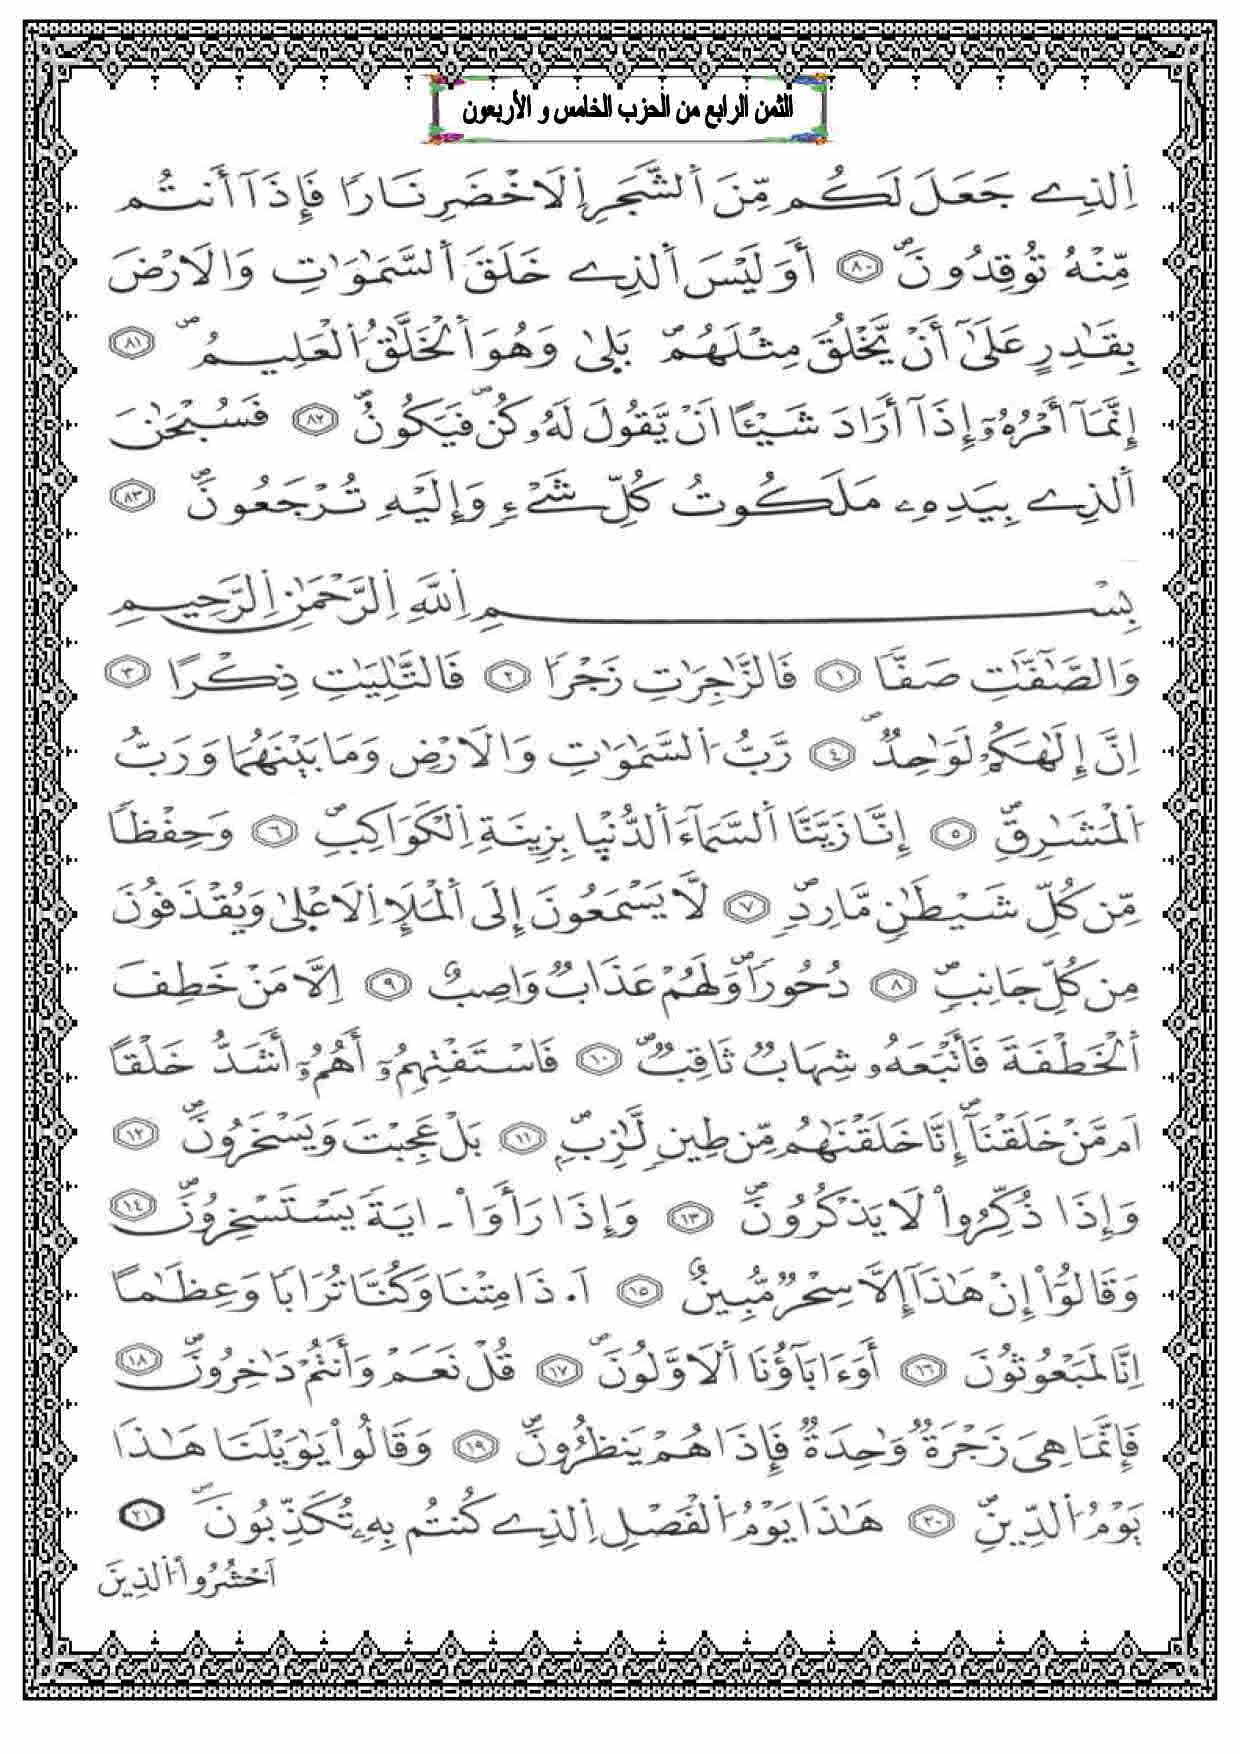 الثمن الرابع من الحزب الخامس و الأربعون
اَ۬لذِے جَعَلَ لَكُم مِّنَ اَ۬لشَّجَرِ اِ۬لَاخْضَرِ نَاراٗ فَإِذَآ أَنتُم
مِّنْهُ تُوقِدُونَۖ ٨٠ أَوَلَيْسَ اَ۬لذِے خَلَقَ اَ۬لسَّمَٰوَٰتِ وَالَارْضَ
بِقَٰدِرٍ عَلَىٰٓ أَنْ يَّخْلُقَ مِثْلَهُمۖ بَلَىٰ وَهُوَ اَ۬لْخَلَّٰقُ اُ۬لْعَلِيمُۖ ٨١
إِنَّمَآ أَمْرُهُۥٓ إِذَآ أَرَادَ شَيْـٔاً اَنْ يَّقُولَ لَهُۥ كُنۖ فَيَكُونُۖ ٨٢ فَسُبْحَٰنَ
اَ۬لذِے بِيَدِهِۦ مَلَكُوتُ كُلِّ شَےْءٖ وَإِلَيْهِ تُرْجَعُونَۖ ٨٣
بِسْمِ اِ۬للَّهِ اِ۬لرَّحْمَٰنِ اِ۬لرَّحِيمِ
وَالصَّٰٓفَّٰتِ صَفّاٗ ١ فَالزَّٰجِرَٰتِ زَجْراٗ ٢ فَالتَّٰلِيَٰتِ ذِكْراً ٣
اِنَّ إِلَٰهَكُمْ لَوَٰحِدٞۖ ٤ رَّبُّ اُ۬لسَّمَٰوَٰتِ وَالَارْضِ وَمَا بَيْنَهُمَا وَرَبُّ
اُ۬لْمَشَٰرِقِۖ ٥ إِنَّا زَيَّنَّا اَ۬لسَّمَآءَ اَ۬لدُّنْيَا بِزِينَةِ اِ۬لْكَوَاكِبِۖ ٦ وَحِفْظاٗ
مِّن كُلِّ شَيْطَٰنٖ مَّارِدٖۖ ٧ لَّا يَسْمَعُونَ إِلَى اَ۬لْمَلَإِ اِ۬لَاعْلَىٰ وَيُقْذَفُونَ
مِن كُلِّ جَانِبٖۖ ٨ دُحُوراٗۖ وَلَهُمْ عَذَابٞ وَاصِبٌۖ ٩ اِلَّا مَنْ خَطِفَ
اَ۬لْخَطْفَةَ فَأَتْبَعَهُۥ شِهَابٞ ثَاقِبٞۖ ١٠ فَاسْتَفْتِهِمُۥٓ أَهُمُۥٓ أَشَدُّ خَلْقاً
اَم مَّنْ خَلَقْنَآۖ إِنَّا خَلَقْنَٰهُم مِّن طِينٖ لَّازِبِۢۖ ١١ بَلْ عَجِبْتَ وَيَسْخَرُونَۖ ١٢
وَإِذَا ذُكِّرُواْ لَا يَذْكُرُونَۖ ١٣ وَإِذَا رَأَوَاْ ـ ايَةٗ يَسْتَسْخِرُونَۖ ١٤
وَقَالُوٓاْ إِنْ هَٰذَآ إِلَّا سِحْرٞ مُّبِينٌۖ ١٥ ا۟ذَا مِتْنَا وَكُنَّا تُرَاباٗ وَعِظَٰماً
اِنَّا لَمَبْعُوثُونَ ١٦ أَوَءَابَآؤُنَا اَ۬لَاوَّلُونَۖ ١٧ قُلْ نَعَمْ وَأَنتُمْ دَٰخِرُونَۖ ١٨
فَإِنَّمَا هِيَ زَجْرَةٞ وَٰحِدَةٞ فَإِذَا هُمْ يَنظُرُونَۖ ١٩ وَقَالُواْ يَٰوَيْلَنَا هَٰذَا
يَوْمُ اُ۬لدِّينِۖ ٢٠ هَٰذَا يَوْمُ اُ۬لْفَصْلِ اِ۬لذِے كُنتُم بِهِۦ تُكَذِّبُونَۖ ٢١
اَ۟حْشُرُواْ اُ۬لذِينَ